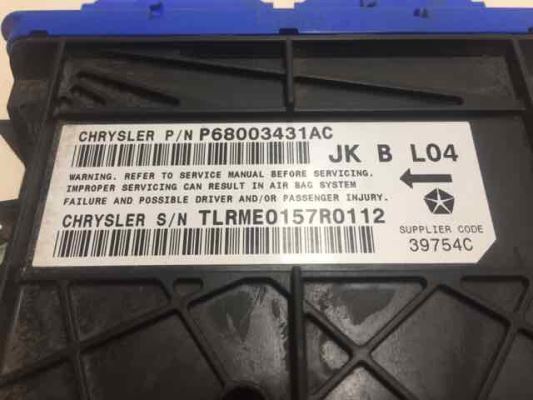 CHRYSLER P/N P68003431AC
JK B L04
WARNING. REFER TO SERVICE MANUAL BEFORE SERVICING.
IMPROPER SERVICING CAN RESULT IN AIR BAG SYSTEM
FAILURE AND POSSIBLE DRIVER AND/OR PASSENGER INJURY.
CHRYSLER S/N TLRME0157R0112
SUPPLIER CODE
39754C